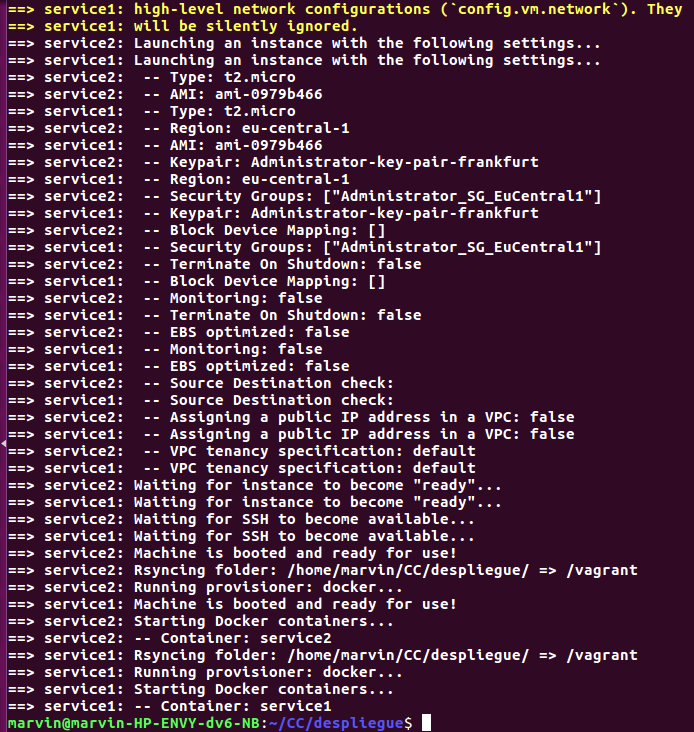 ==> service1: high-level network configurations (`config.vm.network`). They
==> service1: will be silently ignored.
==> service2: Launching an instance with the following settings...
==> service1: Launching an instance with the following settings...
==> service2:  -- Type: t2.micro
==> service2:  -- AMI: ami-0979b466
==> service1:  -- Type: t2.micro
==> service2:  -- Region: eu-central-1
==> service1:  -- AMI: ami-0979b466
==> service2:  -- Keypair: Administrator-key-pair-frankfurt
==> service1:  -- Region: eu-central-1
==> service2:  -- Security Groups: ["Administrator_SG_EuCentral1"]
==> service1:  -- Keypair: Administrator-key-pair-frankfurt
==> service2:  -- Block Device Mapping: []
==> service1:  -- Security Groups: ["Administrator_SG_EuCentral1"]
==> service2:  -- Terminate On Shutdown: false
==> service1:  -- Block Device Mapping: []
==> service2:  -- Monitoring: false
==> service1:  -- Terminate On Shutdown: false
==> service2:  -- EBS optimized: false
==> service1:  -- Monitoring: false
==> service1:  -- EBS optimized: false
==> service2:  -- Source Destination check:
==> service1:  -- Source Destination check:
==> service2:  -- Assigning a public IP address in a VPC: false
==> service1:  -- Assigning a public IP address in a VPC: false
==> service2:  -- VPC tenancy specification: default
==> service1:  -- VPC tenancy specification: default
==> service2: Waiting for instance to become "ready"...
==> service1: Waiting for instance to become "ready"...
==> service2: Waiting for SSH to become available...
==> service1: Waiting for SSH to become available...
==> service2: Machine is booted and ready for use!
==> service2: Rsyncing folder: /home/marvin/CC/despliegue/ => /vagrant
==> service2: Running provisioner: docker...
==> service1: Machine is booted and ready for use!
==> service2: Starting Docker containers...
==> service2: -- Container: service2
==> service1: Rsyncing folder: /home/marvin/CC/despliegue/ => /vagrant
==> service1: Running provisioner: docker...
==> service1: Starting Docker containers...
==> service1: -- Container: service1
marvin@marvin-HP-ENVY-dv6-NB:~/CC/despliegue$